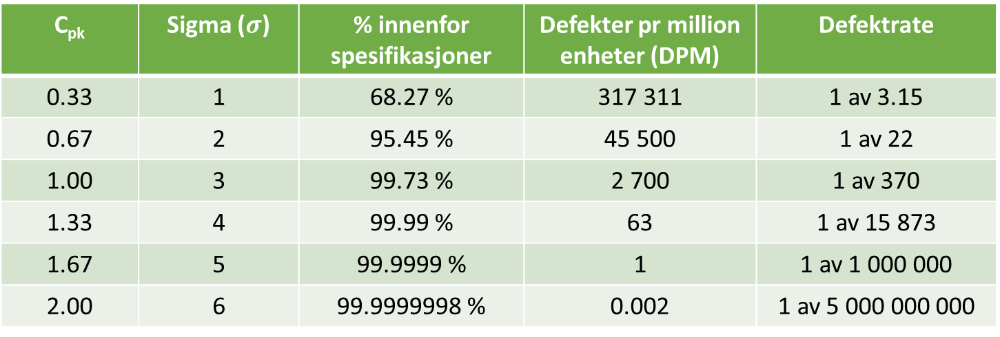 C_pk Sigma (σ) % innenfor Defekter pr million Defektrate
spesifikasjoner enheter (DPM)
0.33 1 68.27 % 317 311 1 av 3.15
0.67 2 95.45 % 45 500 1 av 22
1.00 3 99.73 % 2 700 1 av 370
1.33 4 99.99 % 63 1 av 15 873
1.67 5 99.9999 % 1 1 av 1 000 000
2.00 6 99.9999998 % 0.002 1 av 5 000 000 000